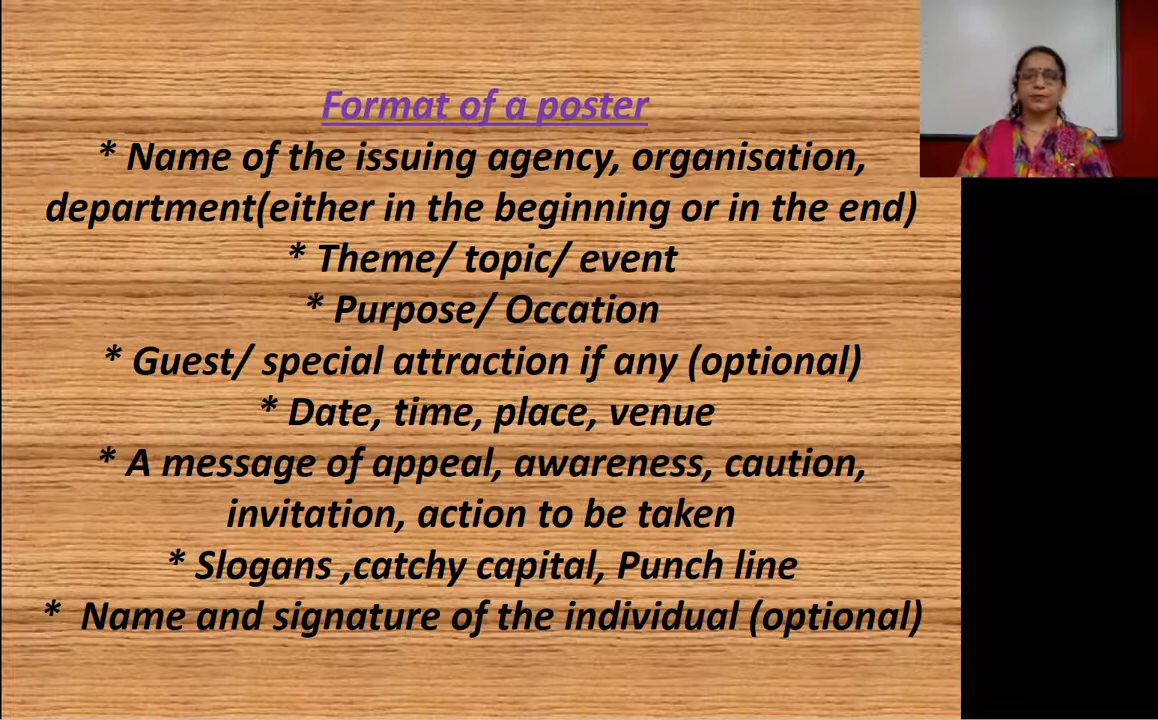 Format of a poster
* Name of the issuing agency, organisation,
department(either in the beginning or in the end)
* Theme/ topic/ event
* Purpose/ Occation
* Guest/ special attraction if any (optional)
* Date, time, place, venue
* A message of appeal, awareness, caution,
invitation, action to be taken
* Slogans ,catchy capital, Punch line
* Name and signature of the individual (optional)